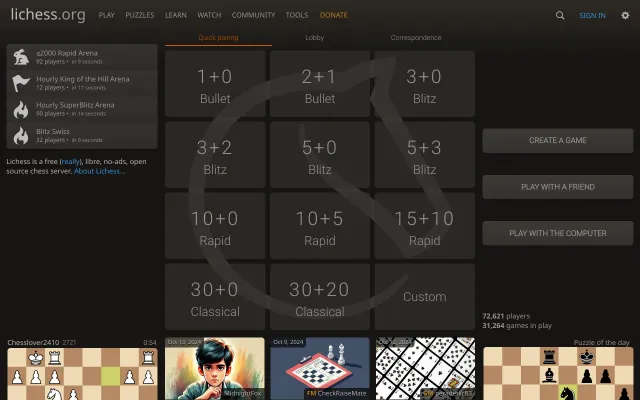 lichess.org
PLAY PUZZLES LEARN WATCH COMMUNITY TOOLS DONATE
SIGN IN
≤2000 Rapid Arena
92 players • in 9 seconds
Hourly King of the Hill Arena
12 players • in 11 seconds
Hourly SuperBlitz Arena
90 players • in 14 seconds
Blitz Swiss
32 players • in 9 seconds
Lichess is a free (really), libre, no-ads, open
source chess server. About Lichess...
Quick pairing Lobby Correspondence
1+0
Bullet
2+1
Bullet
3+0
Blitz
3+2
Blitz
5+0
Blitz
5+3
Blitz
10+0
Rapid
10+5
Rapid
15+10
Rapid
30+0
Classical
30+20
Classical
Custom
CREATE A GAME
PLAY WITH A FRIEND
PLAY WITH THE COMPUTER
72,621 players
31,264 games in play
Chesslover2410 2721 0:54
Oct 13, 2024
MidnightFox
Oct 9, 2024
FM CheckRaiseMate
2024
GM
Puzzle of the day